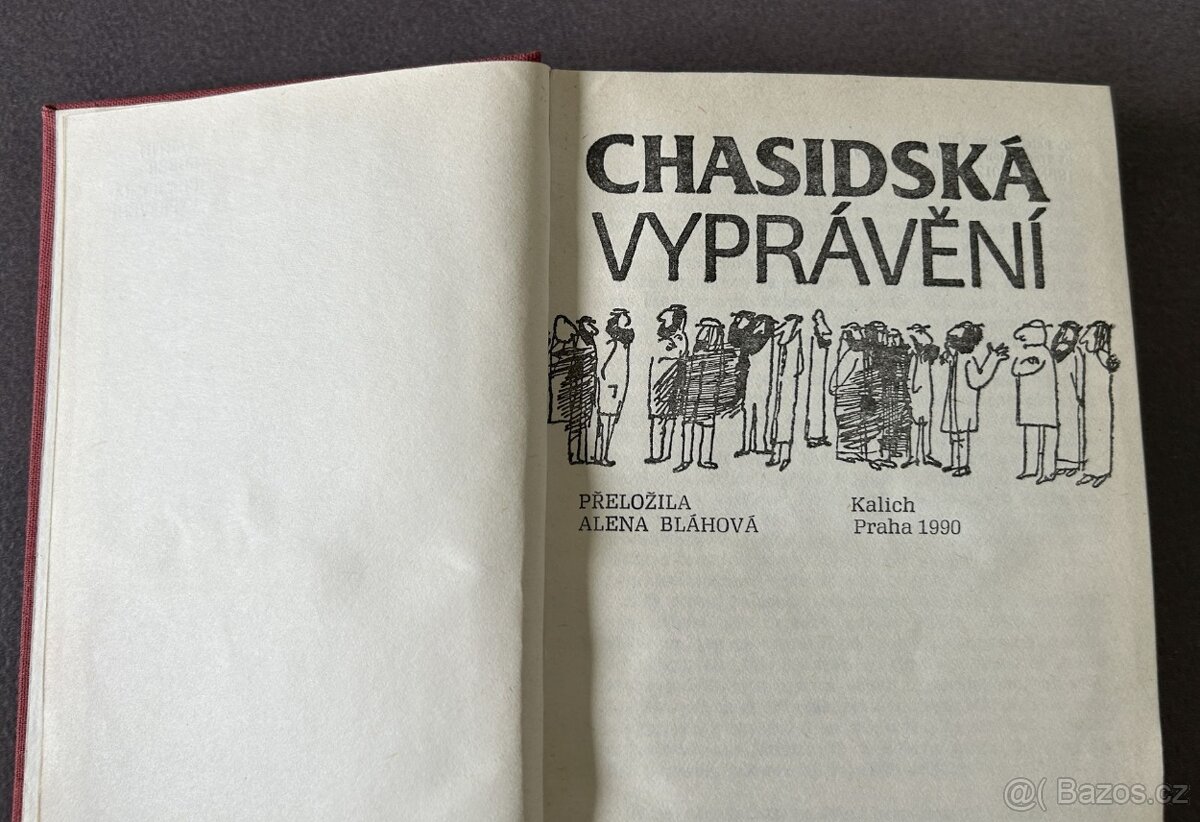 CHASIDSKÁ
VYPRÁVĚNÍ
PŘELOŽILA
ALENA BLÁHOVÁ
Kalich
Praha 1990
@( Bazos.cz